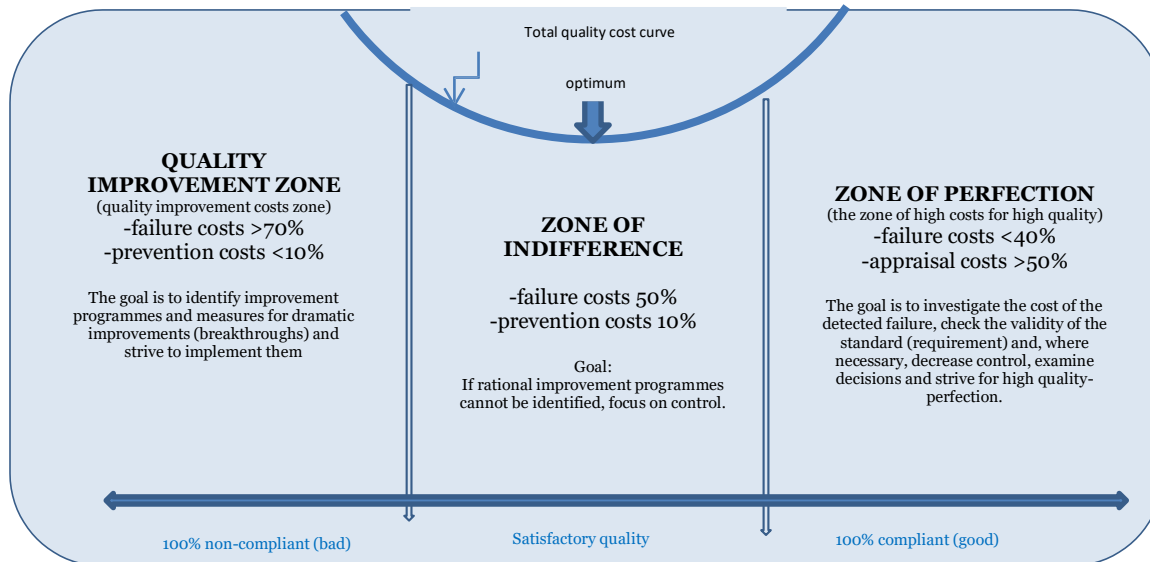 Total quality cost curve
optimum
QUALITY
IMPROVEMENT ZONE
(quality improvement costs zone)
-failure costs >70%
-prevention costs <10%
The goal is to identify improvement
programmes and measures for dramatic
improvements (breakthroughs) and
strive to implement them
ZONE OF
INDIFFERENCE
-failure costs 50%
-prevention costs 10%
Goal:
If rational improvement programmes
cannot be identified, focus on control.
ZONE OF PERFECTION
(the zone of high costs for high quality)
-failure costs <40%
-appraisal costs >50%
The goal is to investigate the cost of the
detected failure, check the validity of the
standard (requirement) and, where
necessary, decrease control, examine
decisions and strive for high quality-
perfection.
100% non-compliant (bad)
Satisfactory quality
100% compliant (good)